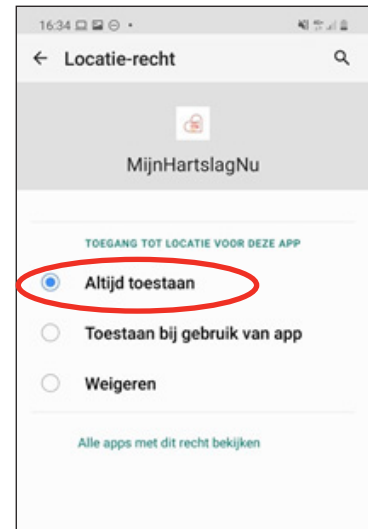 16:34
Locatie-recht
MijnHartslagNu
TOEGANG TOT LOCATIE VOOR DEZE APP
Altijd toestaan
Toestaan bij gebruik van app
Weigeren
Alle apps met dit recht bekijken